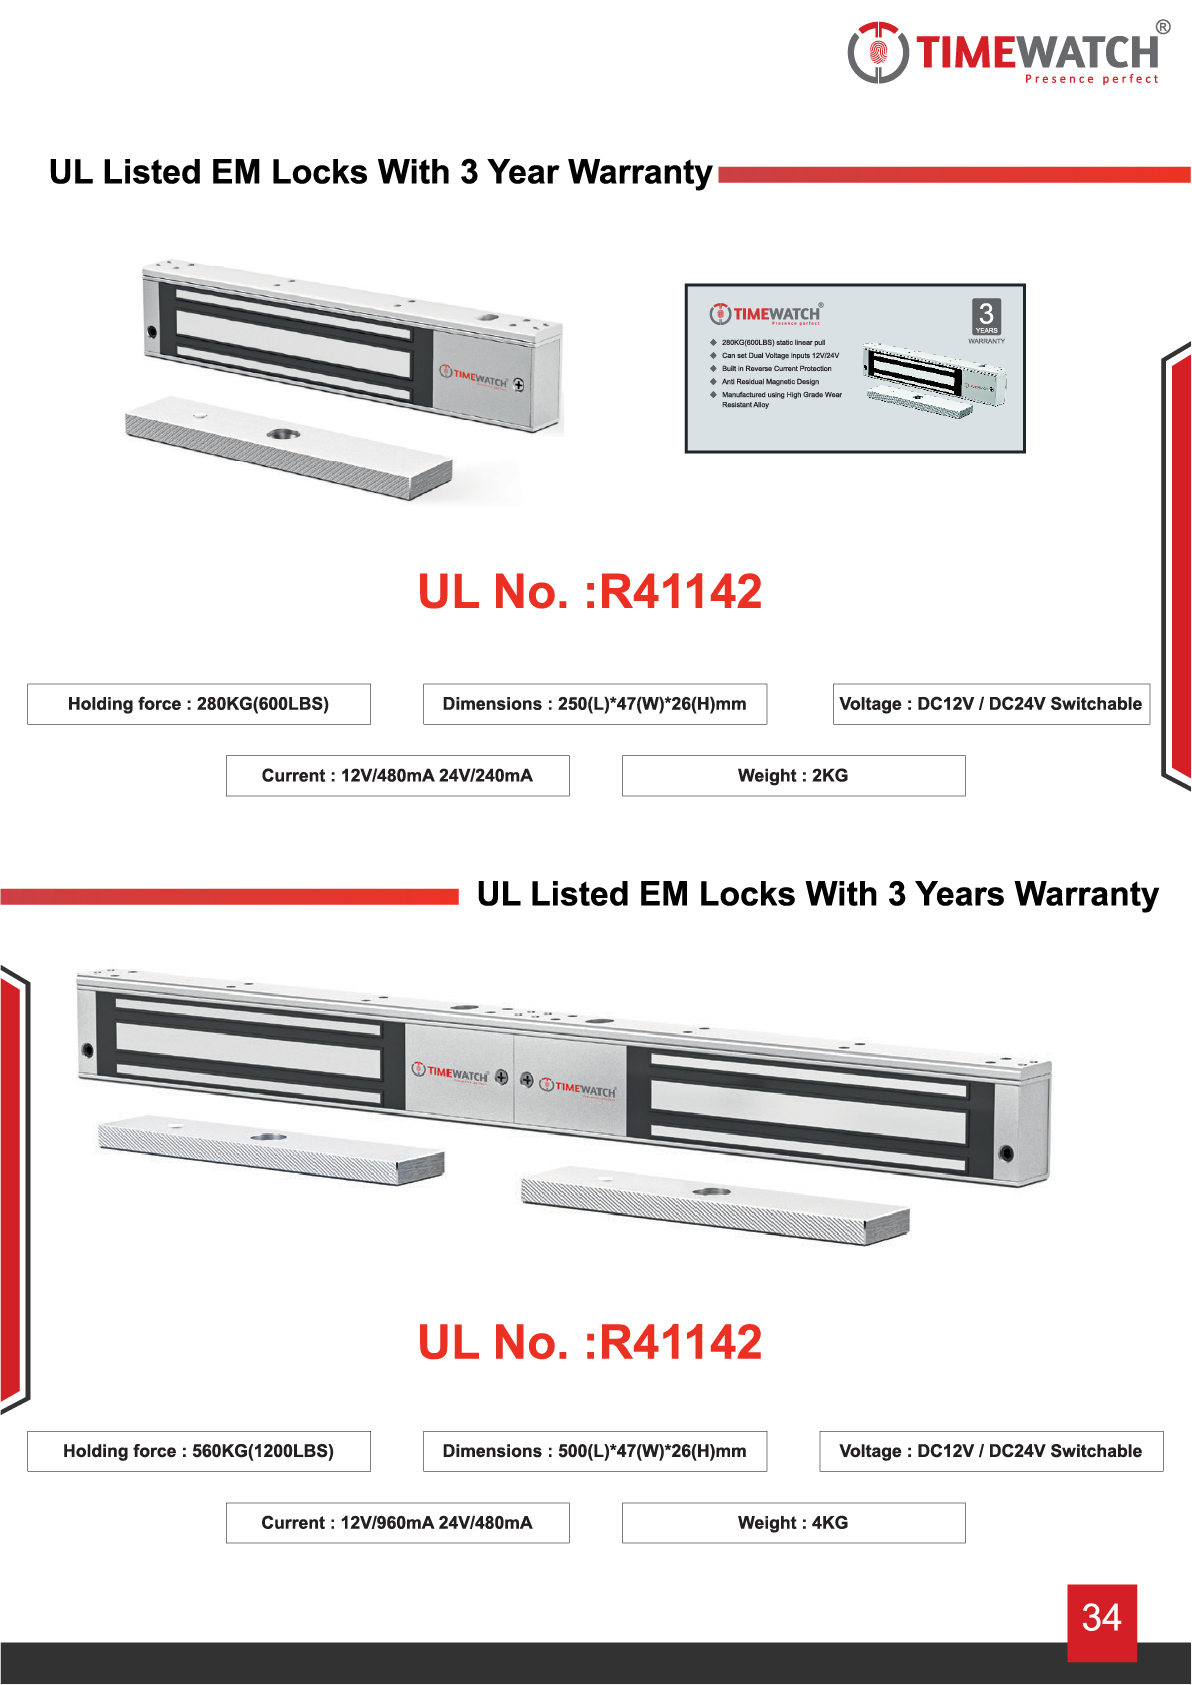 TIMEWATCH®
Presence perfect
UL Listed EM Locks With 3 Year Warranty
TIMEWATCH
TIMEWATCH®
Presence perfect
3
YEARS
WARRANTY
280KG(600LBS) static linear pull
Can set Dual Voltage inputs 12V/24V
Built in Reverse Current Protection
Anti Residual Magnetic Design
Manufactured using High Grade Wear
Resistant Alloy
UL No. :R41142
Holding force : 280KG(600LBS)
Dimensions : 250(L)*47(W)*26(H)mm
Voltage : DC12V / DC24V Switchable
Current : 12V/480mA 24V/240mA
Weight : 2KG
UL Listed EM Locks With 3 Years Warranty
TIMEWATCH
TIMEWATCH
UL No. :R41142
Holding force : 560KG(1200LBS)
Dimensions : 500(L)*47(W)*26(H)mm
Voltage : DC12V / DC24V Switchable
Current : 12V/960mA 24V/480mA
Weight : 4KG
34